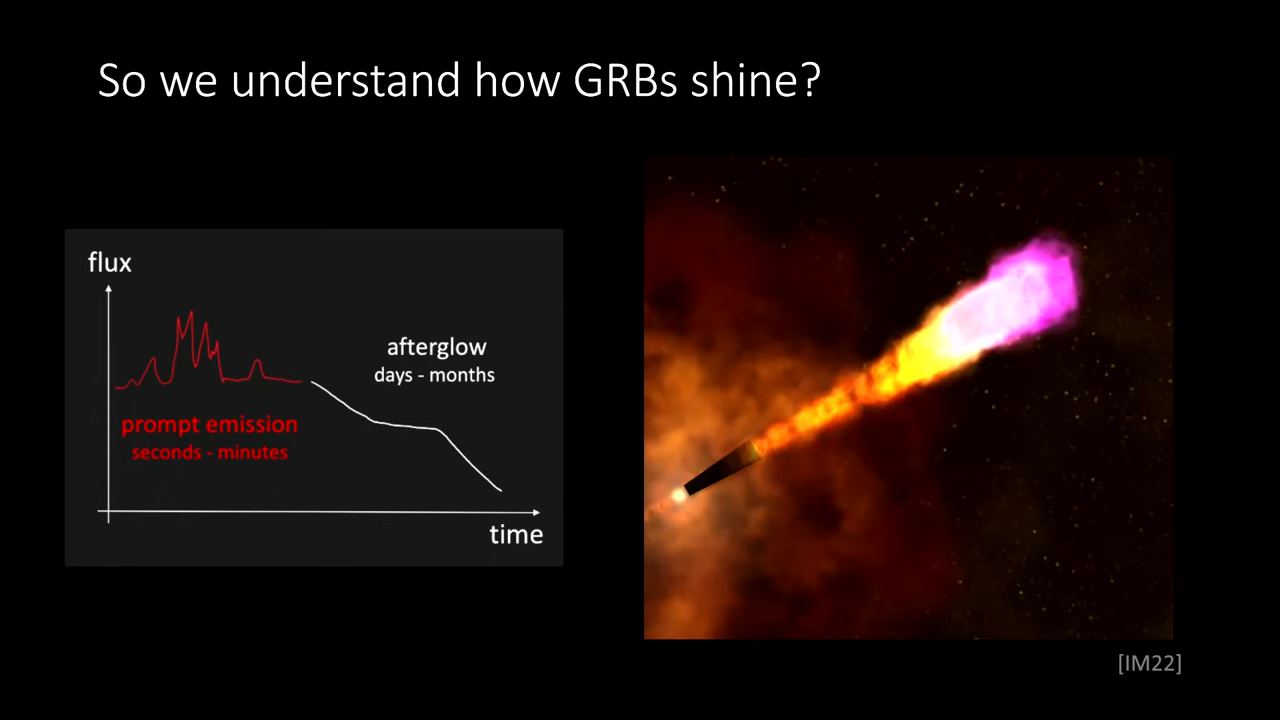 So we understand how GRBs shine?
flux
afterglow
days - months
prompt emission
seconds - minutes
time
[IM22]